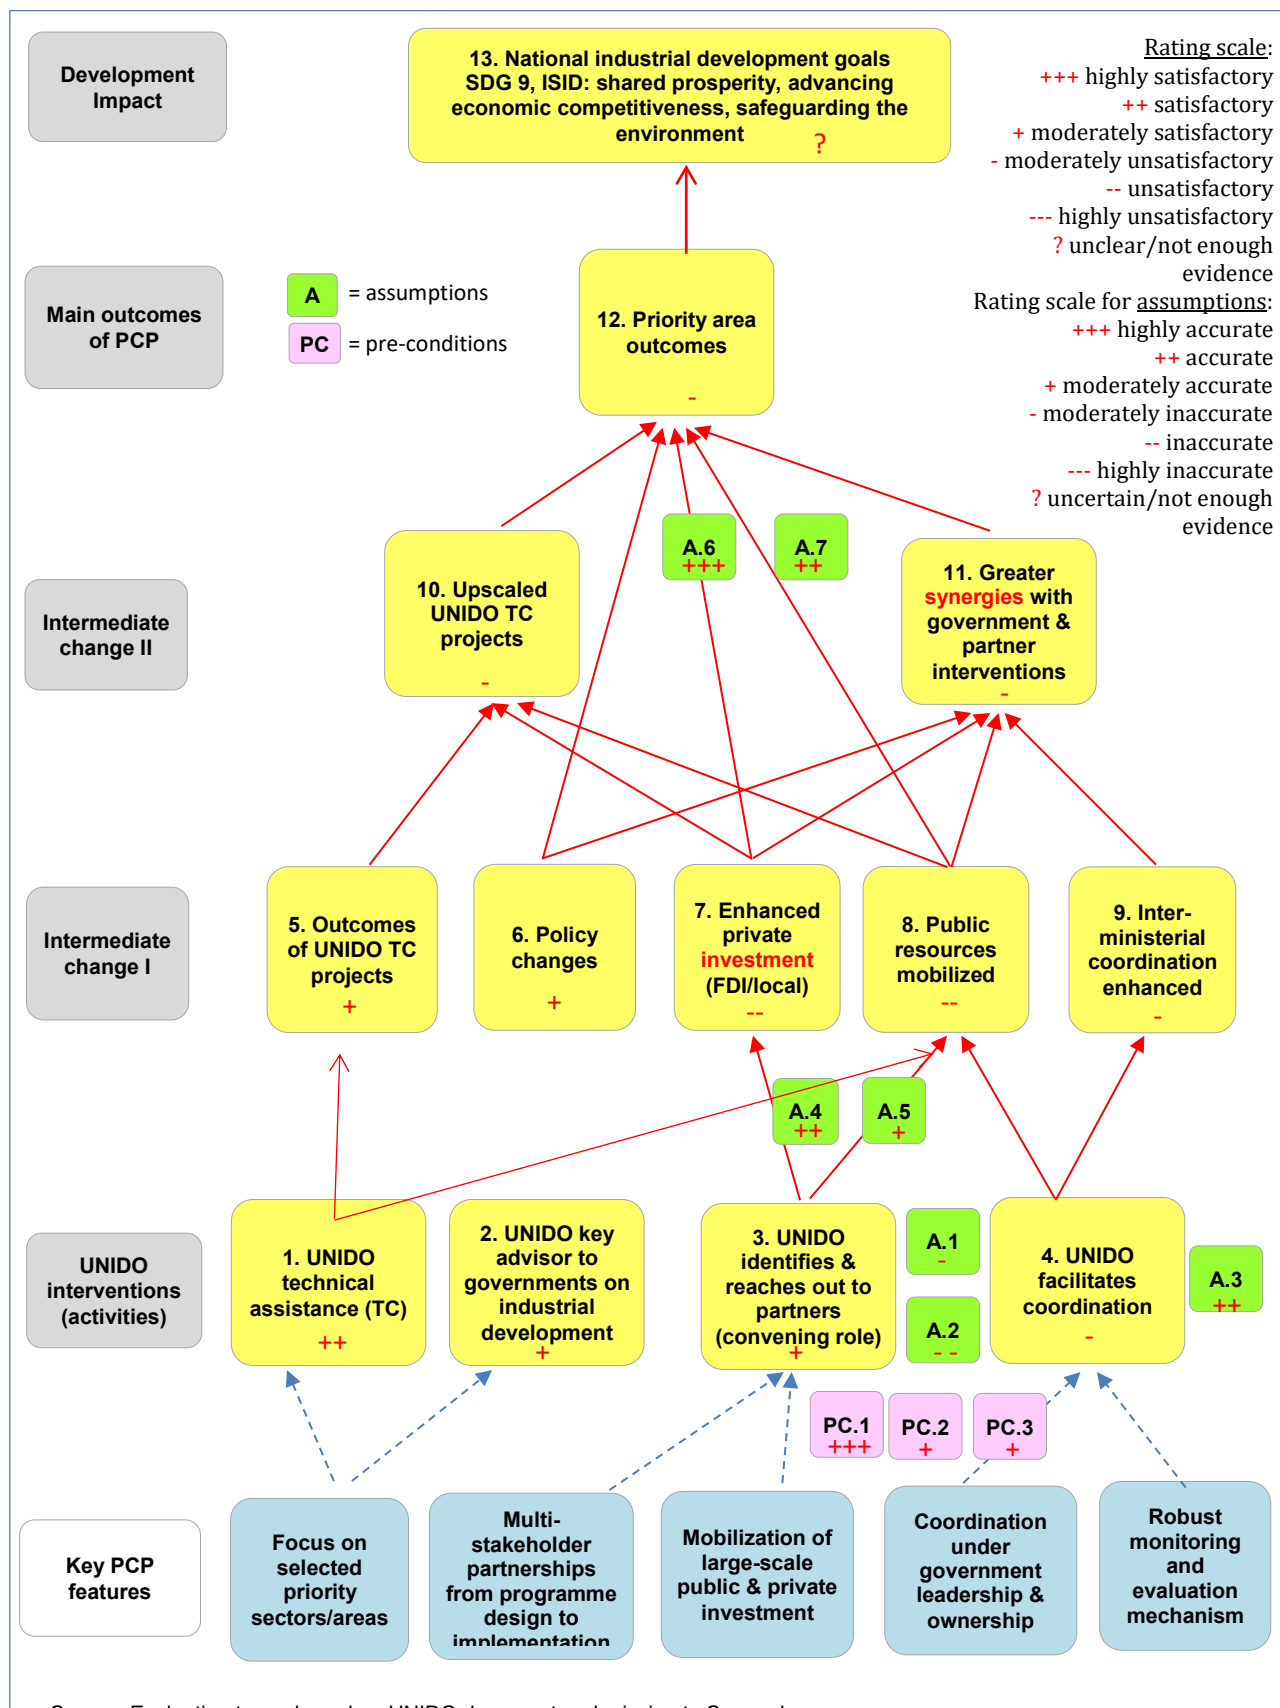 Development
Impact
13. National industrial development goals
SDG 9, ISID: shared prosperity, advancing
economic competitiveness, safeguarding the
environment
?
Rating scale:
+++ highly satisfactory
++ satisfactory
+ moderately satisfactory
- moderately unsatisfactory
-- unsatisfactory
--- highly unsatisfactory
? unclear/not enough
evidence
Rating scale for assumptions:
+++ highly accurate
++ accurate
+ moderately accurate
- moderately inaccurate
-- inaccurate
--- highly inaccurate
? uncertain/not enough
evidence
Main outcomes
of PCP
A = assumptions
PC = pre-conditions
12. Priority area
outcomes
-
Intermediate
change II
10. Upscaled
UNIDO TC
projects
-
A.6
+++
A.7
++
11. Greater
synergies with
government &
partner
interventions
-
Intermediate
change I
5. Outcomes
of UNIDO TC
projects
+
6. Policy
changes
+
7. Enhanced
private
investment
(FDI/local)
--
8. Public
resources
mobilized
--
9. Inter-
ministerial
coordination
enhanced
-
A.4
++
A.5
+
UNIDO
interventions
(activities)
1. UNIDO
technical
assistance (TC)
++
2. UNIDO key
advisor to
governments on
industrial
development
+
3. UNIDO
identifies &
reaches out to
partners
(convening role)
+
A.1
-
A.2
- -
4. UNIDO
facilitates
coordination
-
A.3
++
PC.1
+++
PC.2
+
PC.3
+
Key PCP
features
Focus on
selected
priority
sectors/areas
Multi-
stakeholder
partnerships
from programme
design to
implementation
Mobilization of
large-scale
public & private
investment
Coordination
under
government
leadership &
ownership
Robust
monitoring
and
evaluation
mechanism